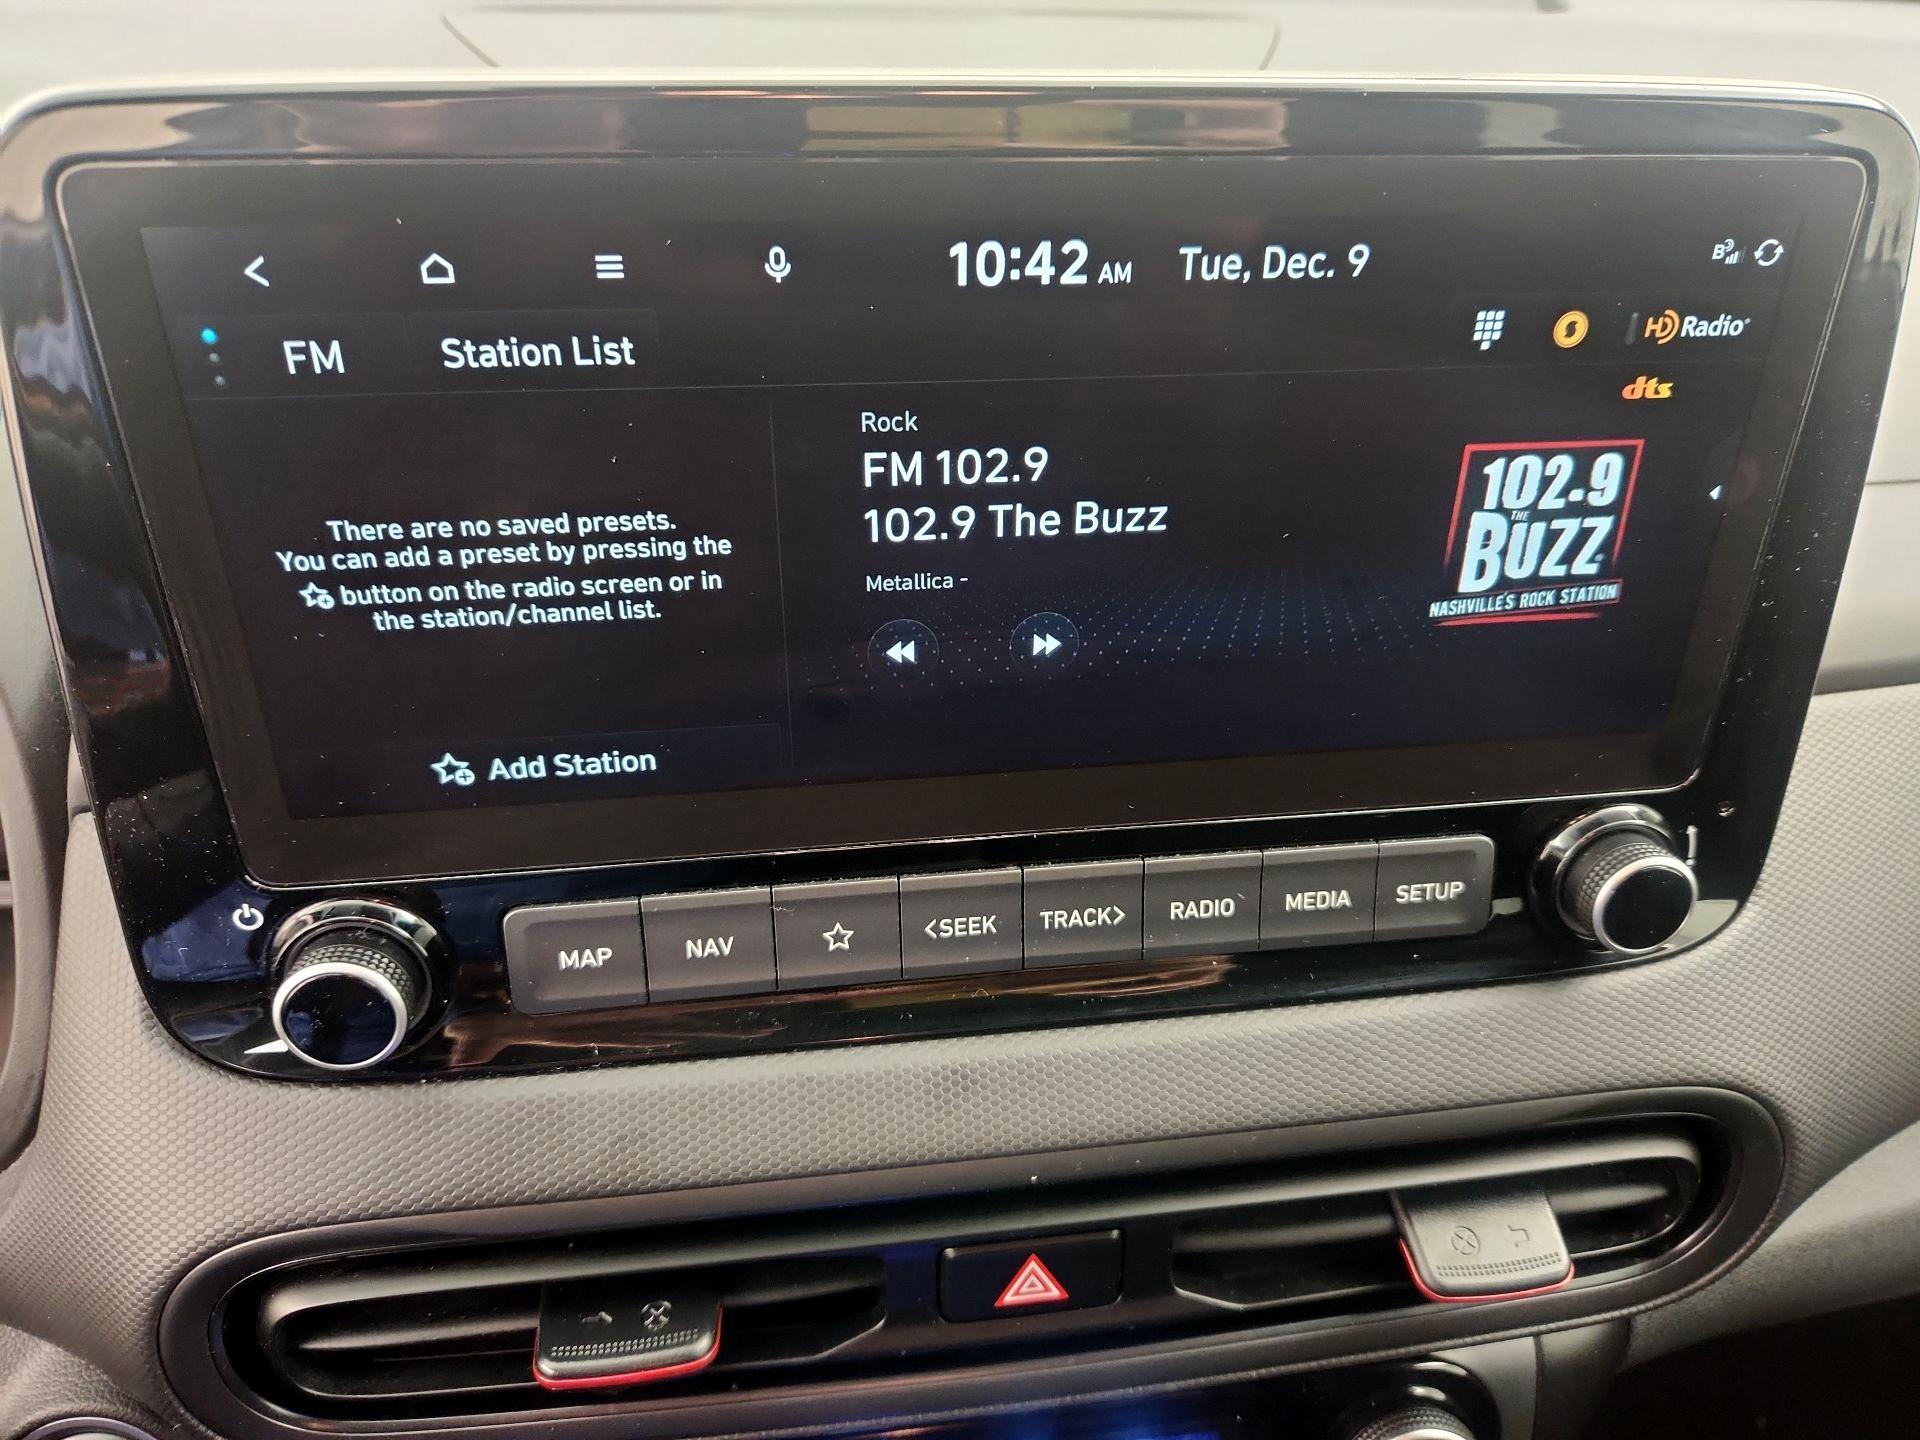 10:42 AM Tue, Dec. 9
B
FM Station List
HD Radio
dts
There are no saved presets.
You can add a preset by pressing the
button on the radio screen or in
the station/channel list.
Add Station
Rock
FM 102.9
102.9 The Buzz
Metallica -
102.9
THE
BUZZ
NASHVILLE'S ROCK STATION
MAP NAV <SEEK TRACK> RADIO MEDIA SETUP